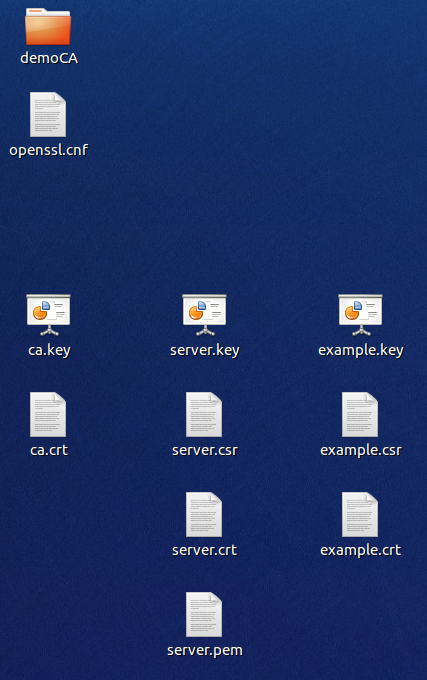 demoCA
openssl.cnf
ca.key
server.key
example.key
ca.crt
server.csr
example.csr
server.crt
example.crt
server.pem